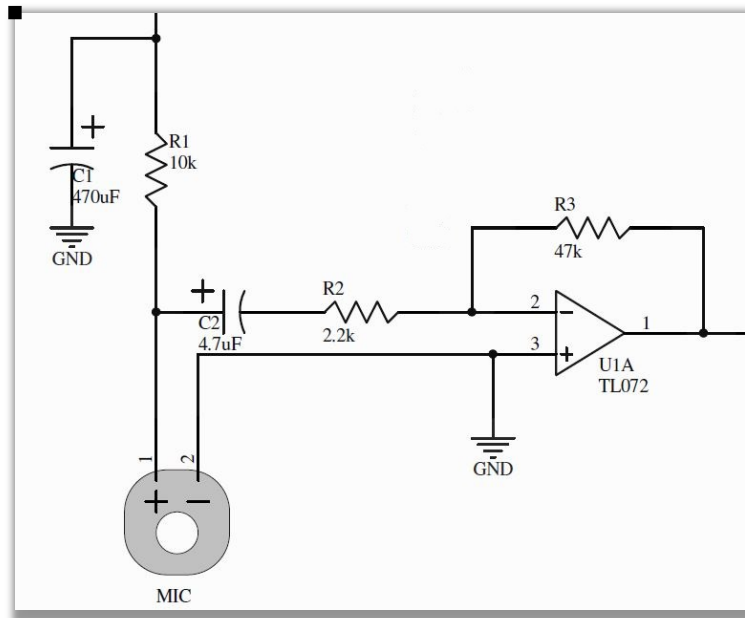 +
R1
10k
C1
470uF
GND
R3
47k
+
R2
C2
4.7uF
2.2k
2
−
3
+
1
U1A
TL072
GND
1
2
+ −
MIC